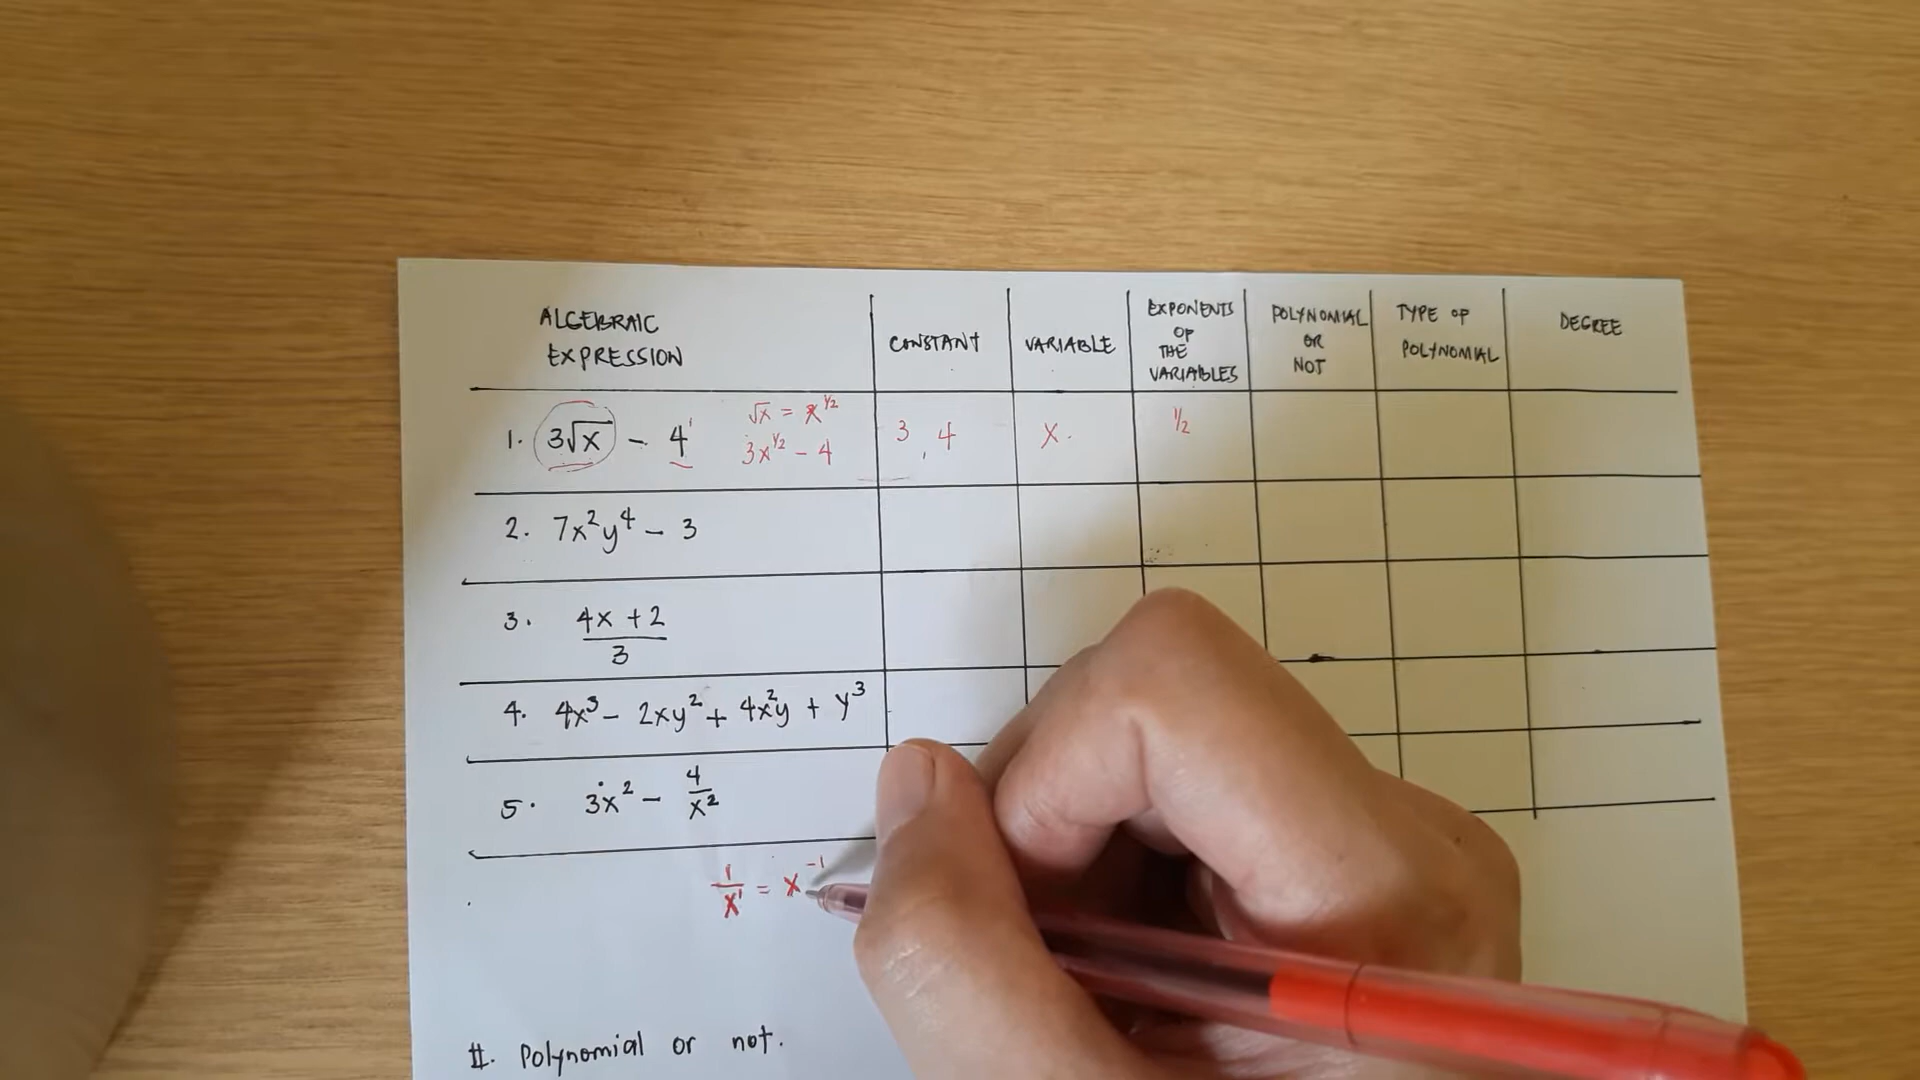 ALGEBRAIC
EXPRESSION
CONSTANT
VARIABLE
EXPONENTS
OF
THE
VARIABLES
POLYNOMIAL
OR
NOT
TYPE OF
POLYNOMIAL
DEGREE
1. 3√x - 4
√x = x^1/2
3x^1/2 - 4
3, 4
x.
1/2
2. 7x²y⁴ - 3
3. 4x + 2
3
4. 4x³ - 2xy² + 4x²y + y³
5. 3x² - 4/x²
1/x¹ = x⁻¹
II. Polynomial or not.